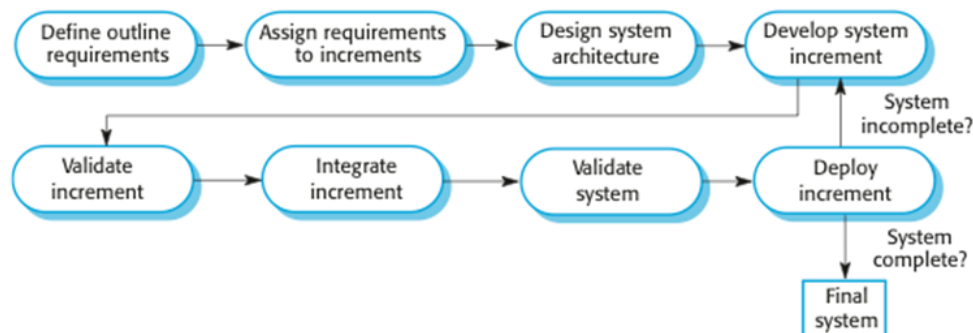 Define outline
requirements
Assign requirements
to increments
Design system
architecture
Develop system
increment
System
incomplete?
Validate
increment
Integrate
increment
Validate
system
Deploy
increment
System
complete?
Final
system